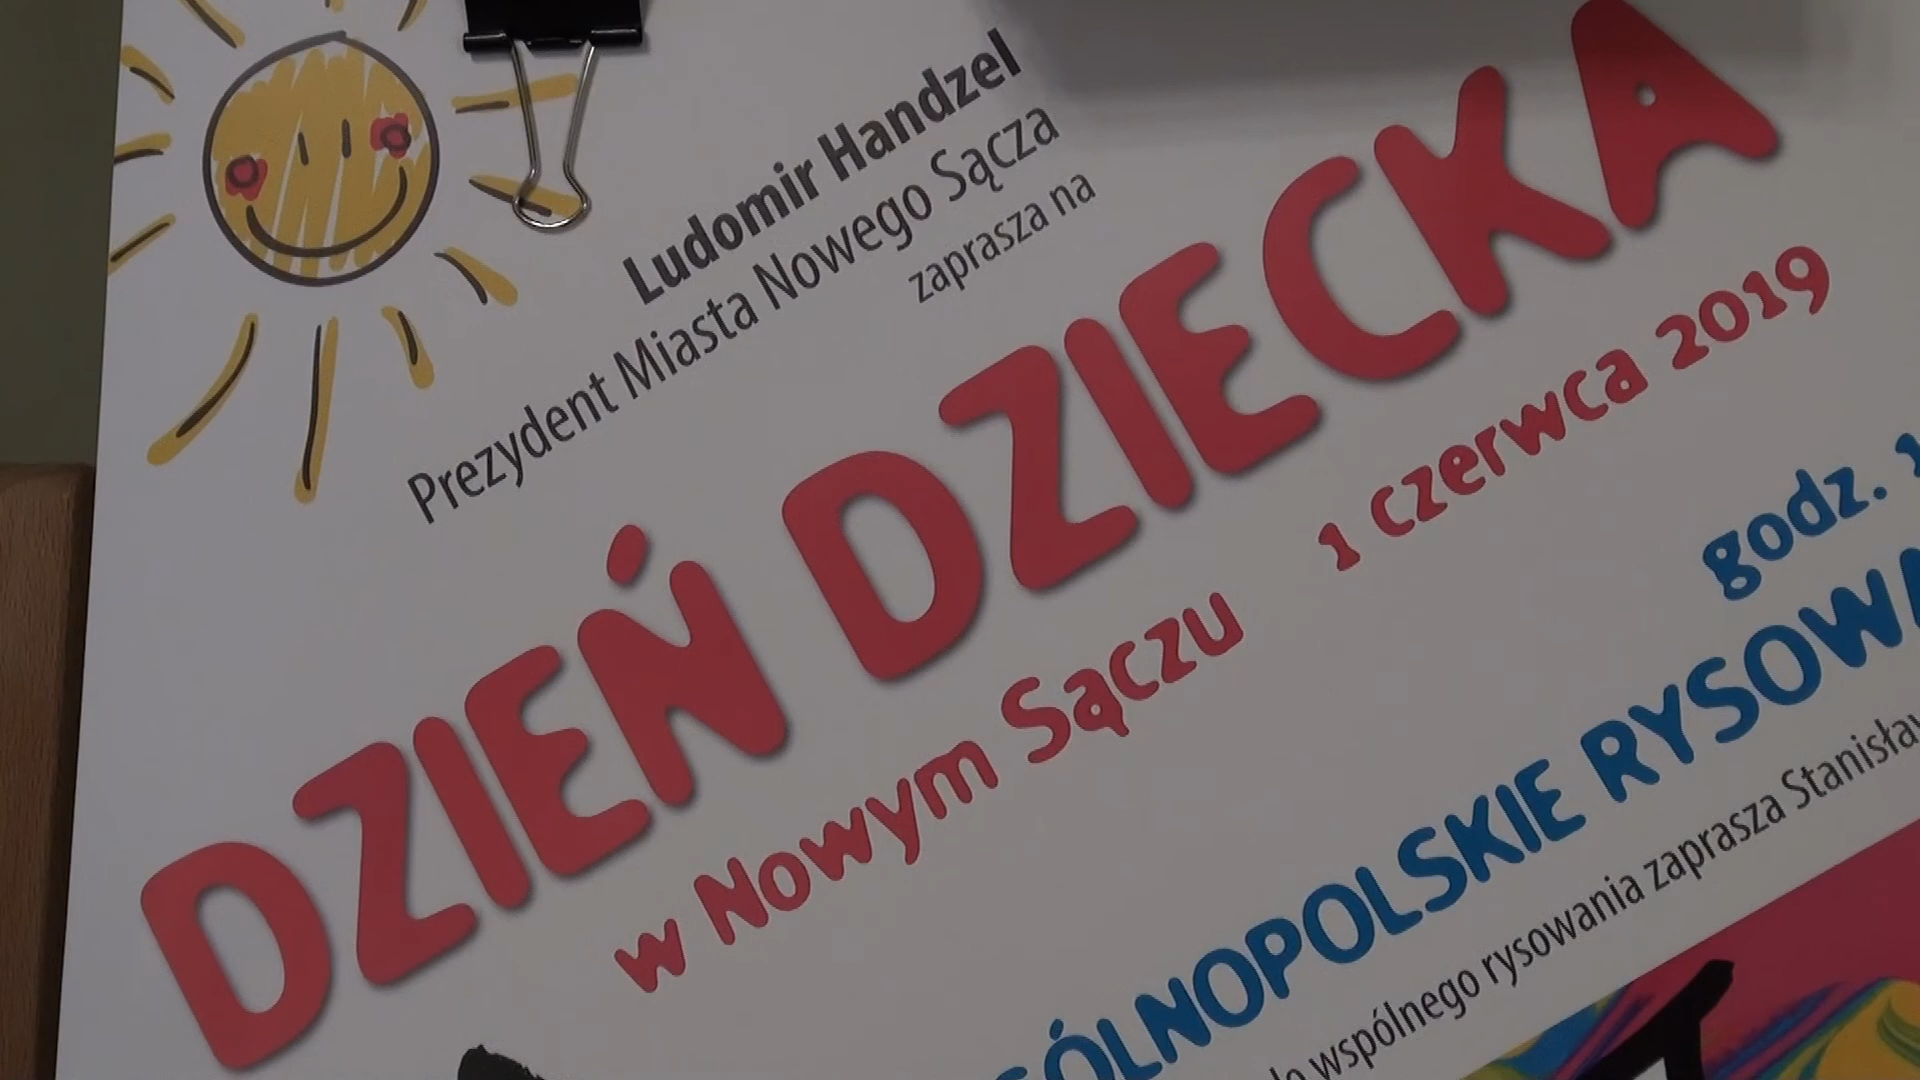 Ludomir Handzel
Prezydent Miasta Nowego Sącza
zaprasza na
DZIEŃ DZIECKA
w Nowym Sączu 1 czerwca 2019
godz.
do wspólnego rysowania zaprasza